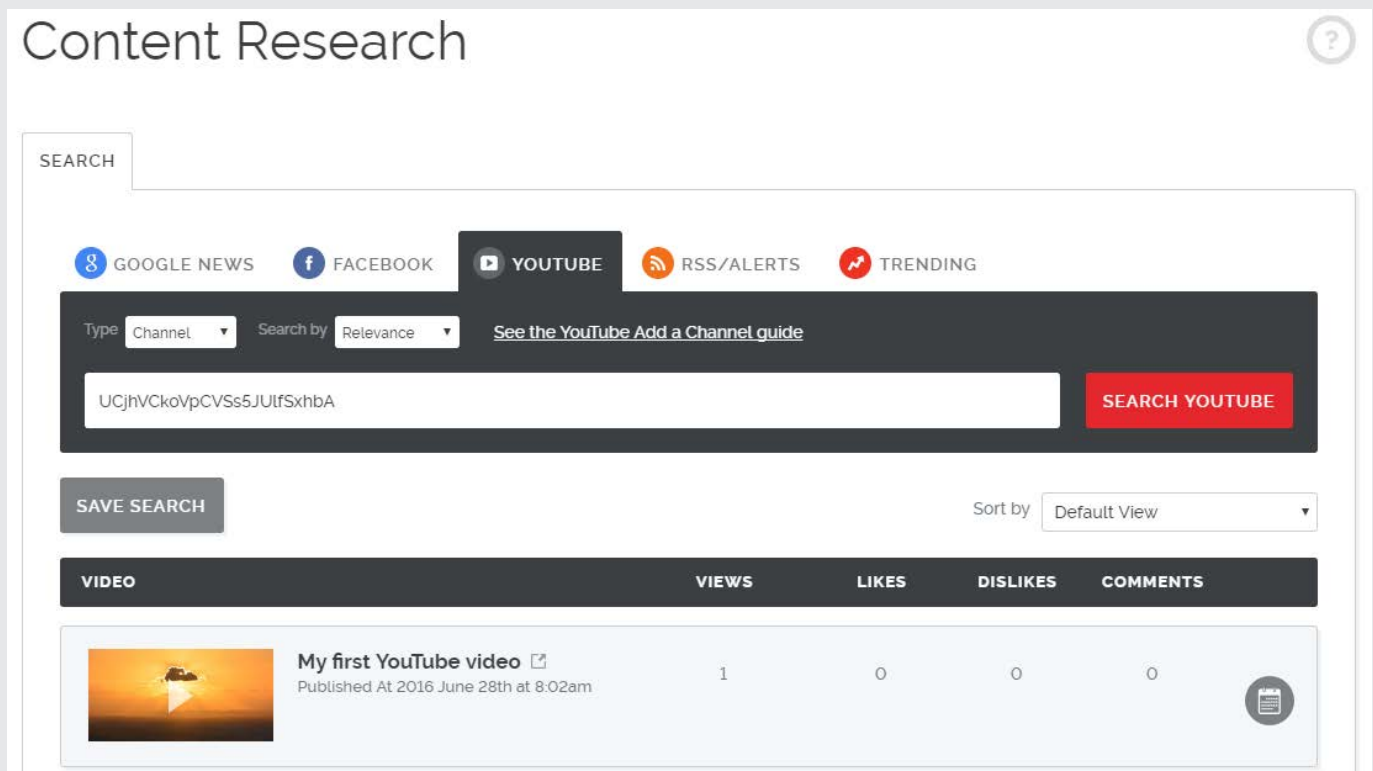 Content Research
?
SEARCH
GOOGLE NEWS FACEBOOK YOUTUBE RSS/ALERTS TRENDING
Type Channel Search by Relevance See the YouTube Add a Channel guide
UCjhVCkoVpCVSs5JUlfSxhbA SEARCH YOUTUBE
SAVE SEARCH Sort by Default View
VIDEO VIEWS LIKES DISLIKES COMMENTS
My first YouTube video 1 0 0 0
Published At 2016 June 28th at 8:02am